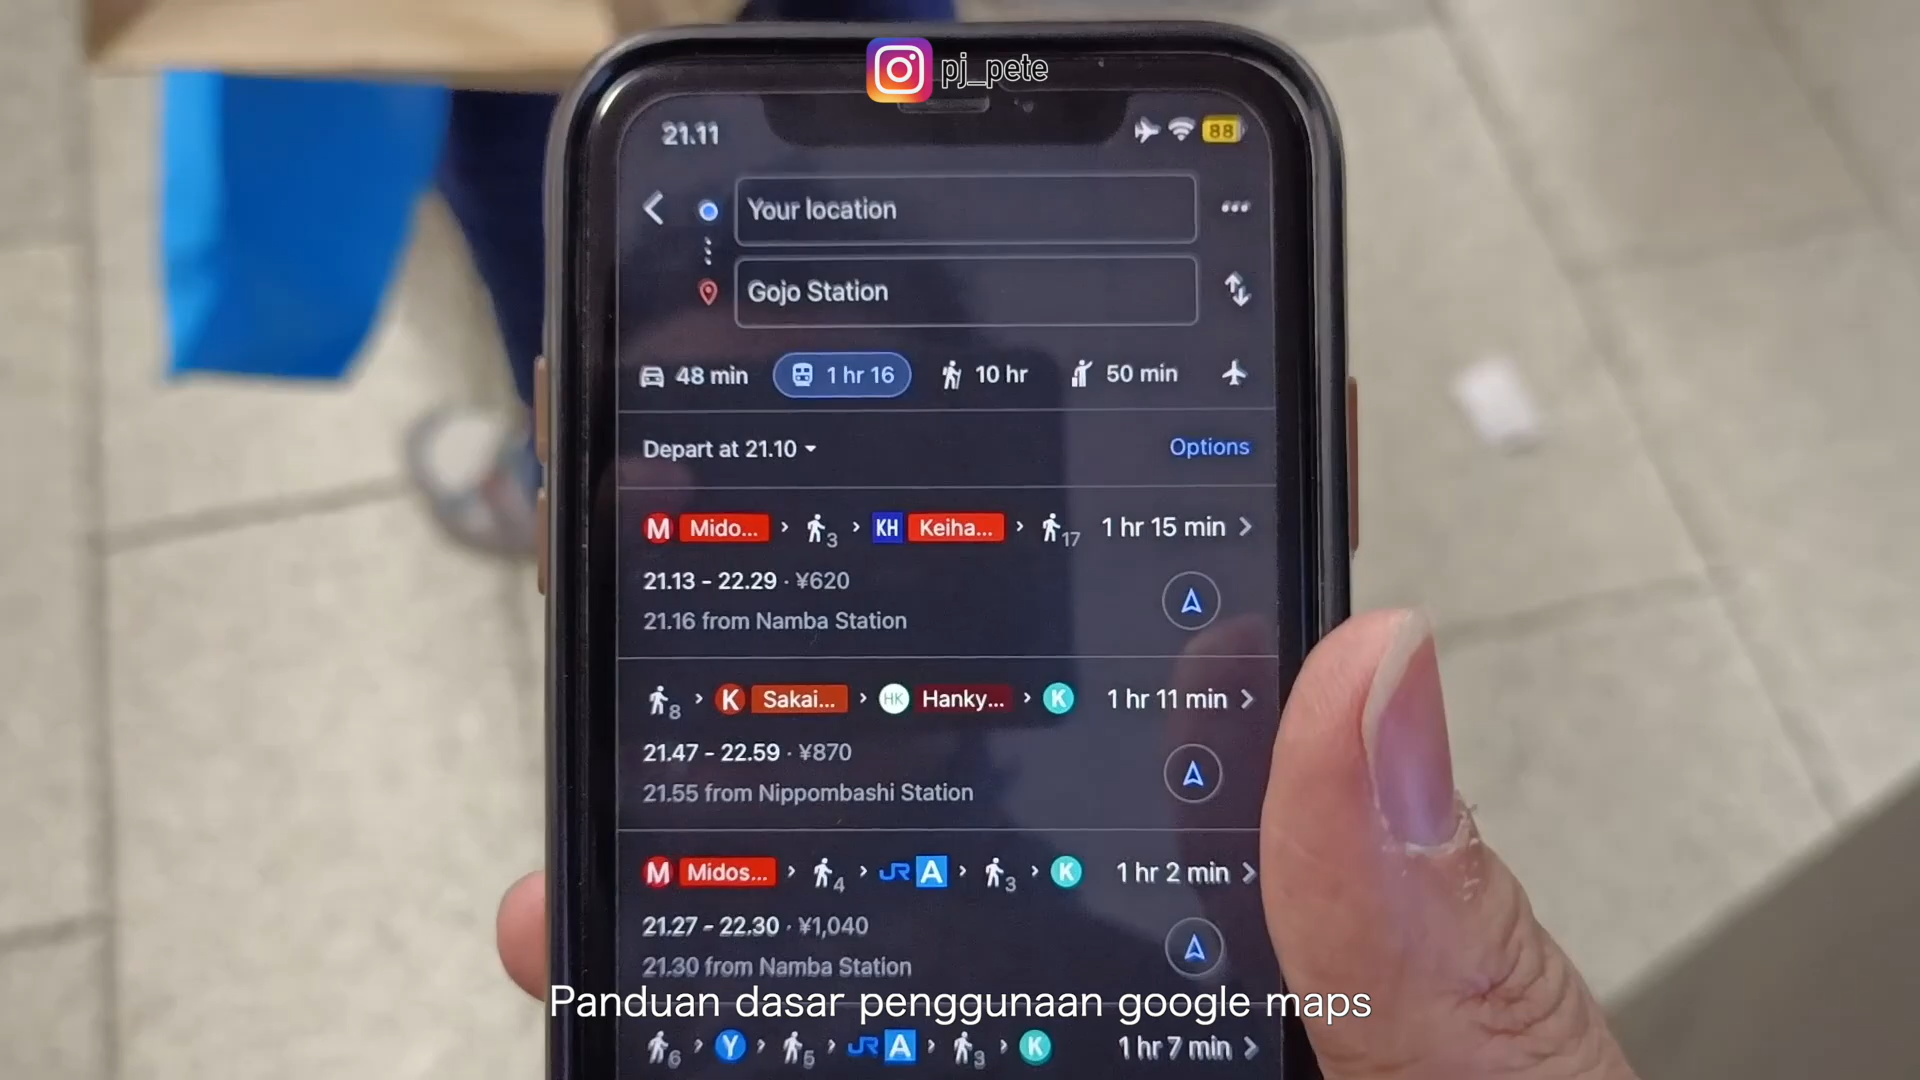 pj_pete
21.11
88
Your location
Gojo Station
48 min 1 hr 16 10 hr 50 min
Depart at 21.10 Options
M Mido... > 3 > KH Keiha... > 17 1 hr 15 min >
21.13 - 22.29 · ¥620
21.16 from Namba Station
8 > K Sakai... > HK Hanky... > K 1 hr 11 min >
21.47 - 22.59 · ¥870
21.55 from Nippombashi Station
M Midos... > 4 > JR A > 3 > K 1 hr 2 min >
21.27 - 22.30 · ¥1,040
21.30 from Namba Station
Panduan dasar penggunaan google maps
6 > Y > 5 > JR A > 3 > K 1 hr 7 min >